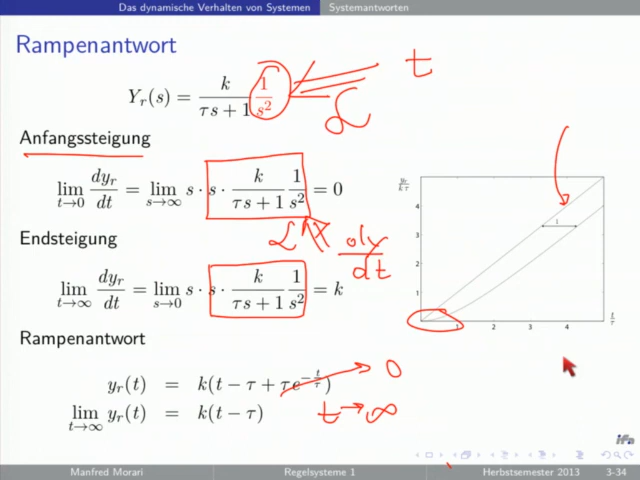 Das dynamische Verhalten von Systemen Systemantworten
Rampenantwort
Y_r(s) = k/(τs + 1) 1/s²
t
ℒ
Anfangssteigung
lim_{t→0} dy_r/dt = lim_{s→∞} s · s · k/(τs + 1) 1/s² = 0
ℒ dy/dt
Endsteigung
lim_{t→∞} dy_r/dt = lim_{s→0} s · s · k/(τs + 1) 1/s² = k
y_r/(kτ)
4
3
2
1
1 2 3 4
t/τ
Rampenantwort
y_r(t) = k(t − τ + τe^{−t/τ})
0
lim_{t→∞} y_r(t) = k(t − τ)
t→∞
ifa
Manfred Morari Regelsysteme 1 Herbstsemester 2013 3-34